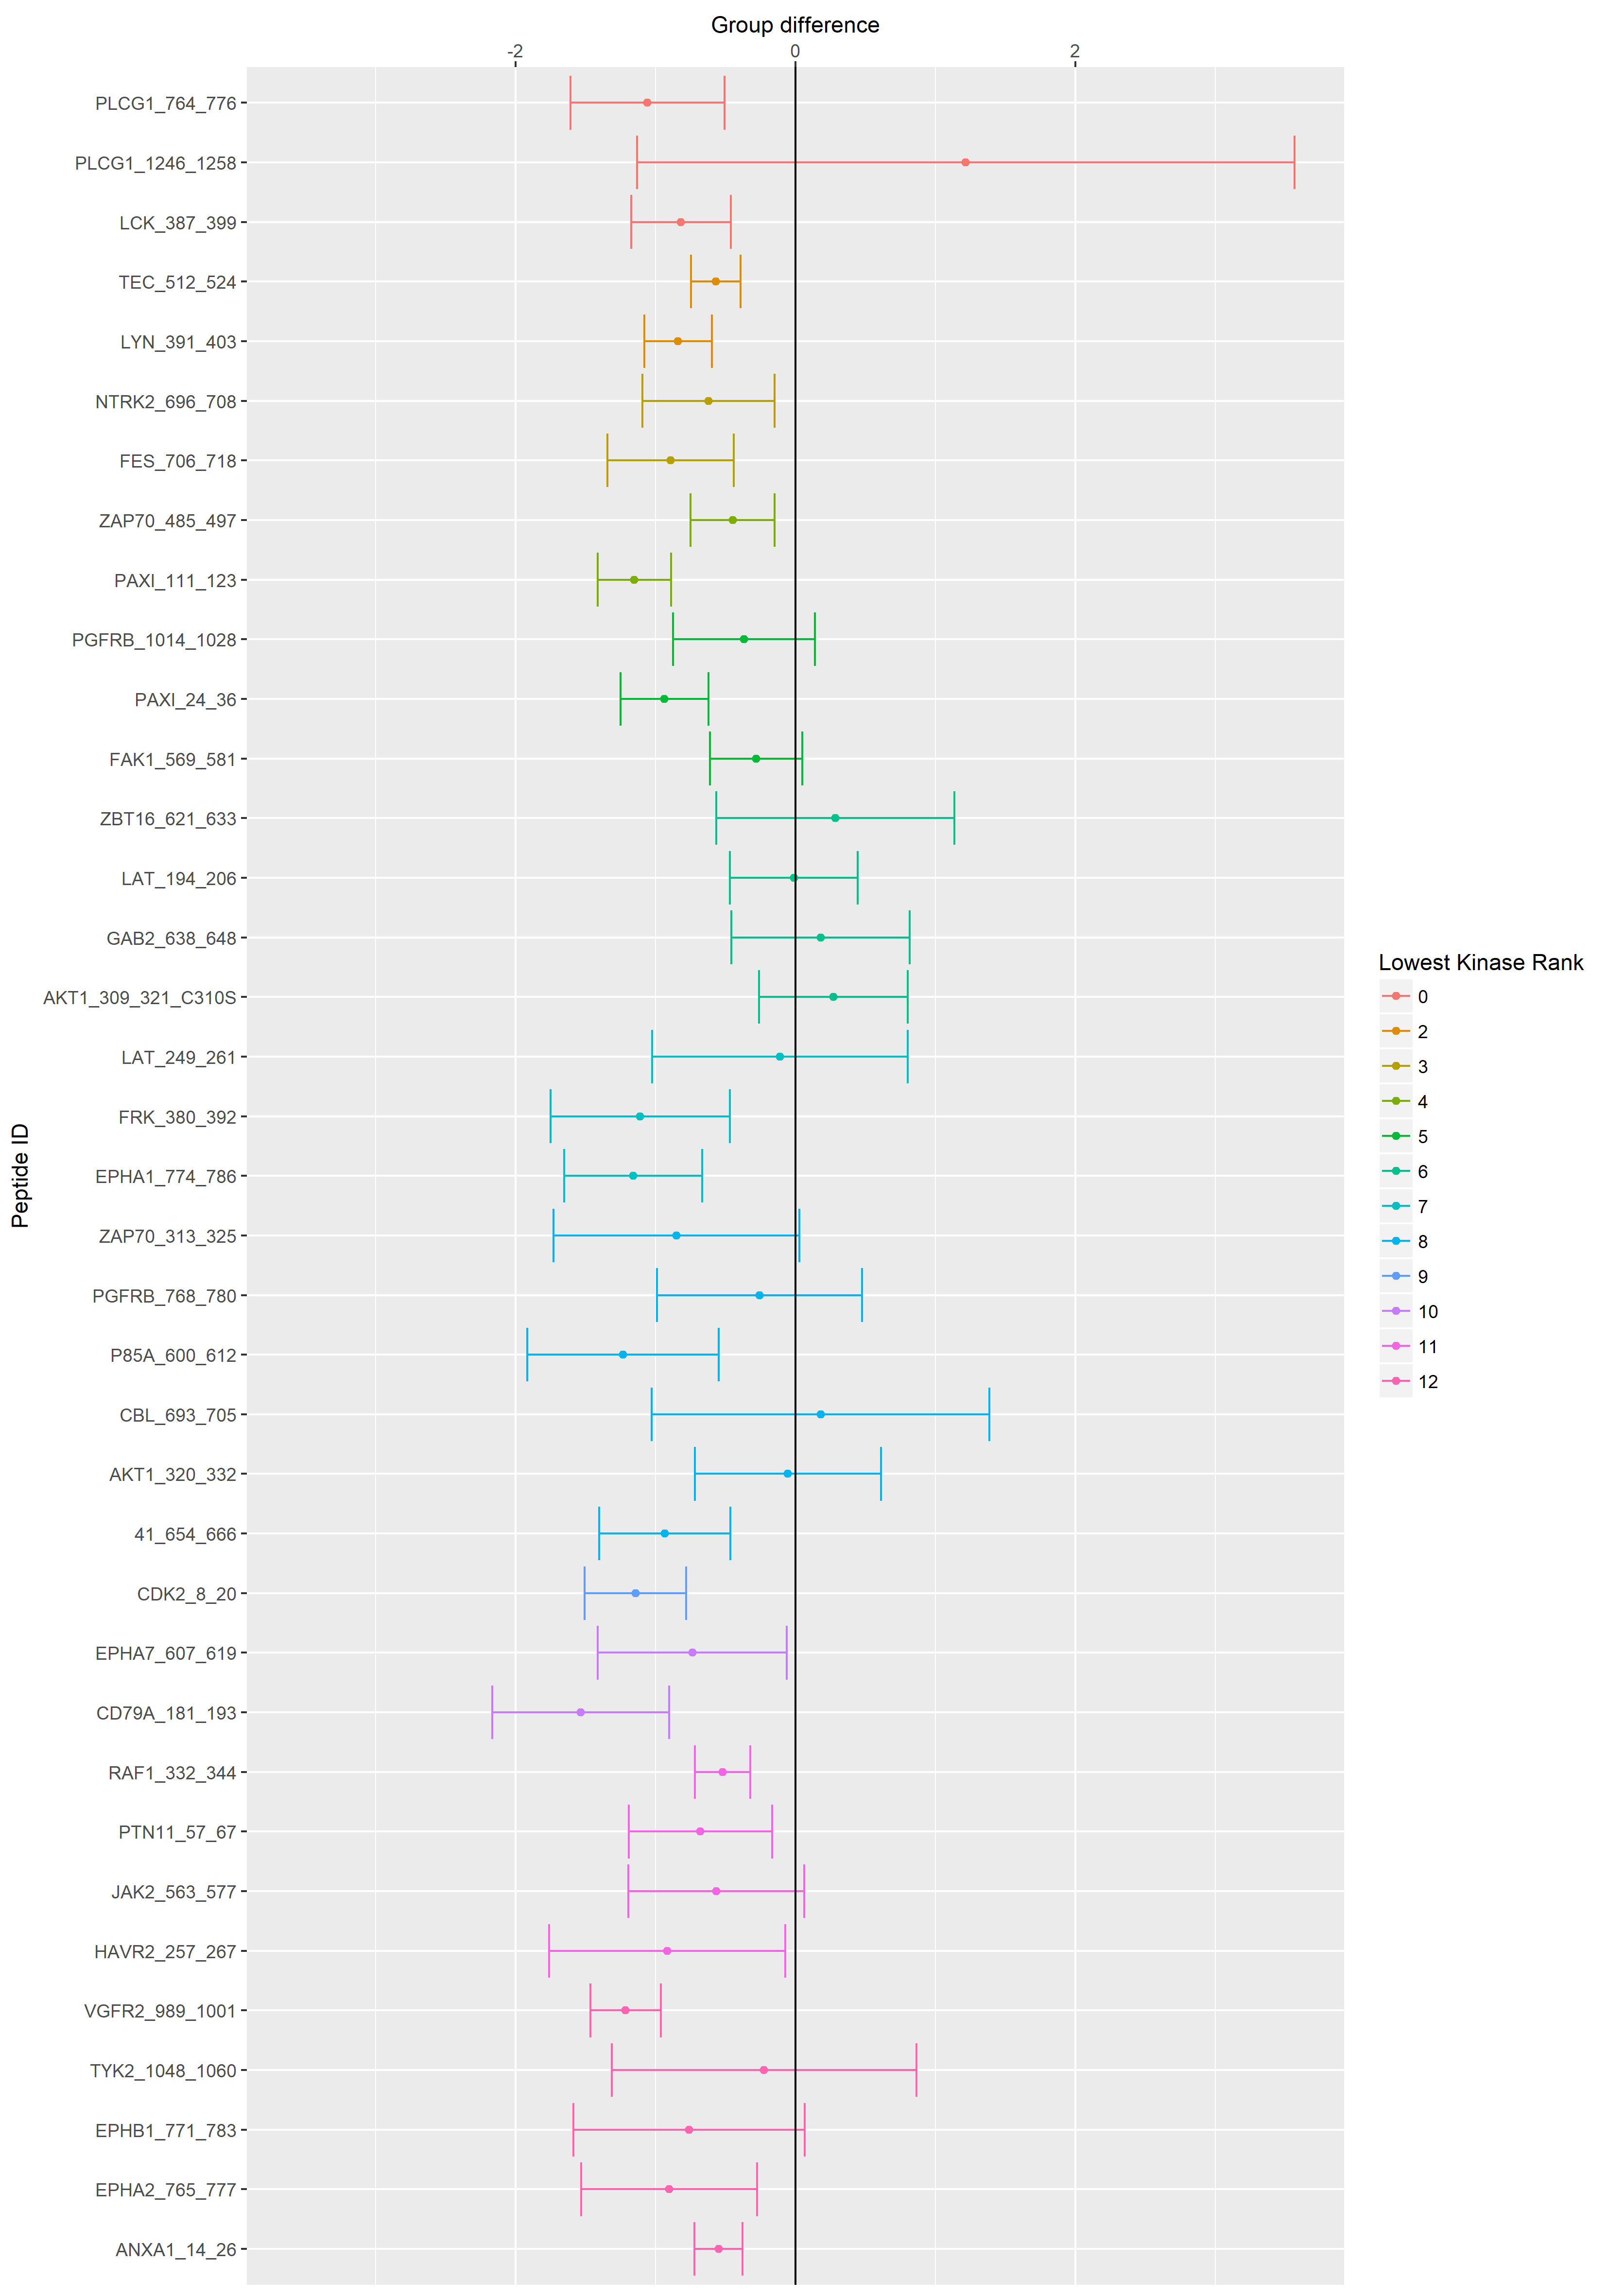 Group difference
-2 0 2
PLCG1_764_776
PLCG1_1246_1258
LCK_387_399
TEC_512_524
LYN_391_403
NTRK2_696_708
FES_706_718
ZAP70_485_497
PAXI_111_123
PGFRB_1014_1028
PAXI_24_36
FAK1_569_581
ZBT16_621_633
LAT_194_206
GAB2_638_648
AKT1_309_321_C310S
LAT_249_261
FRK_380_392
EPHA1_774_786
ZAP70_313_325
PGFRB_768_780
P85A_600_612
CBL_693_705
AKT1_320_332
41_654_666
CDK2_8_20
EPHA7_607_619
CD79A_181_193
RAF1_332_344
PTN11_57_67
JAK2_563_577
HAVR2_257_267
VGFR2_989_1001
TYK2_1048_1060
EPHB1_771_783
EPHA2_765_777
ANXA1_14_26
Peptide ID
Lowest Kinase Rank
0
2
3
4
5
6
7
8
9
10
11
12